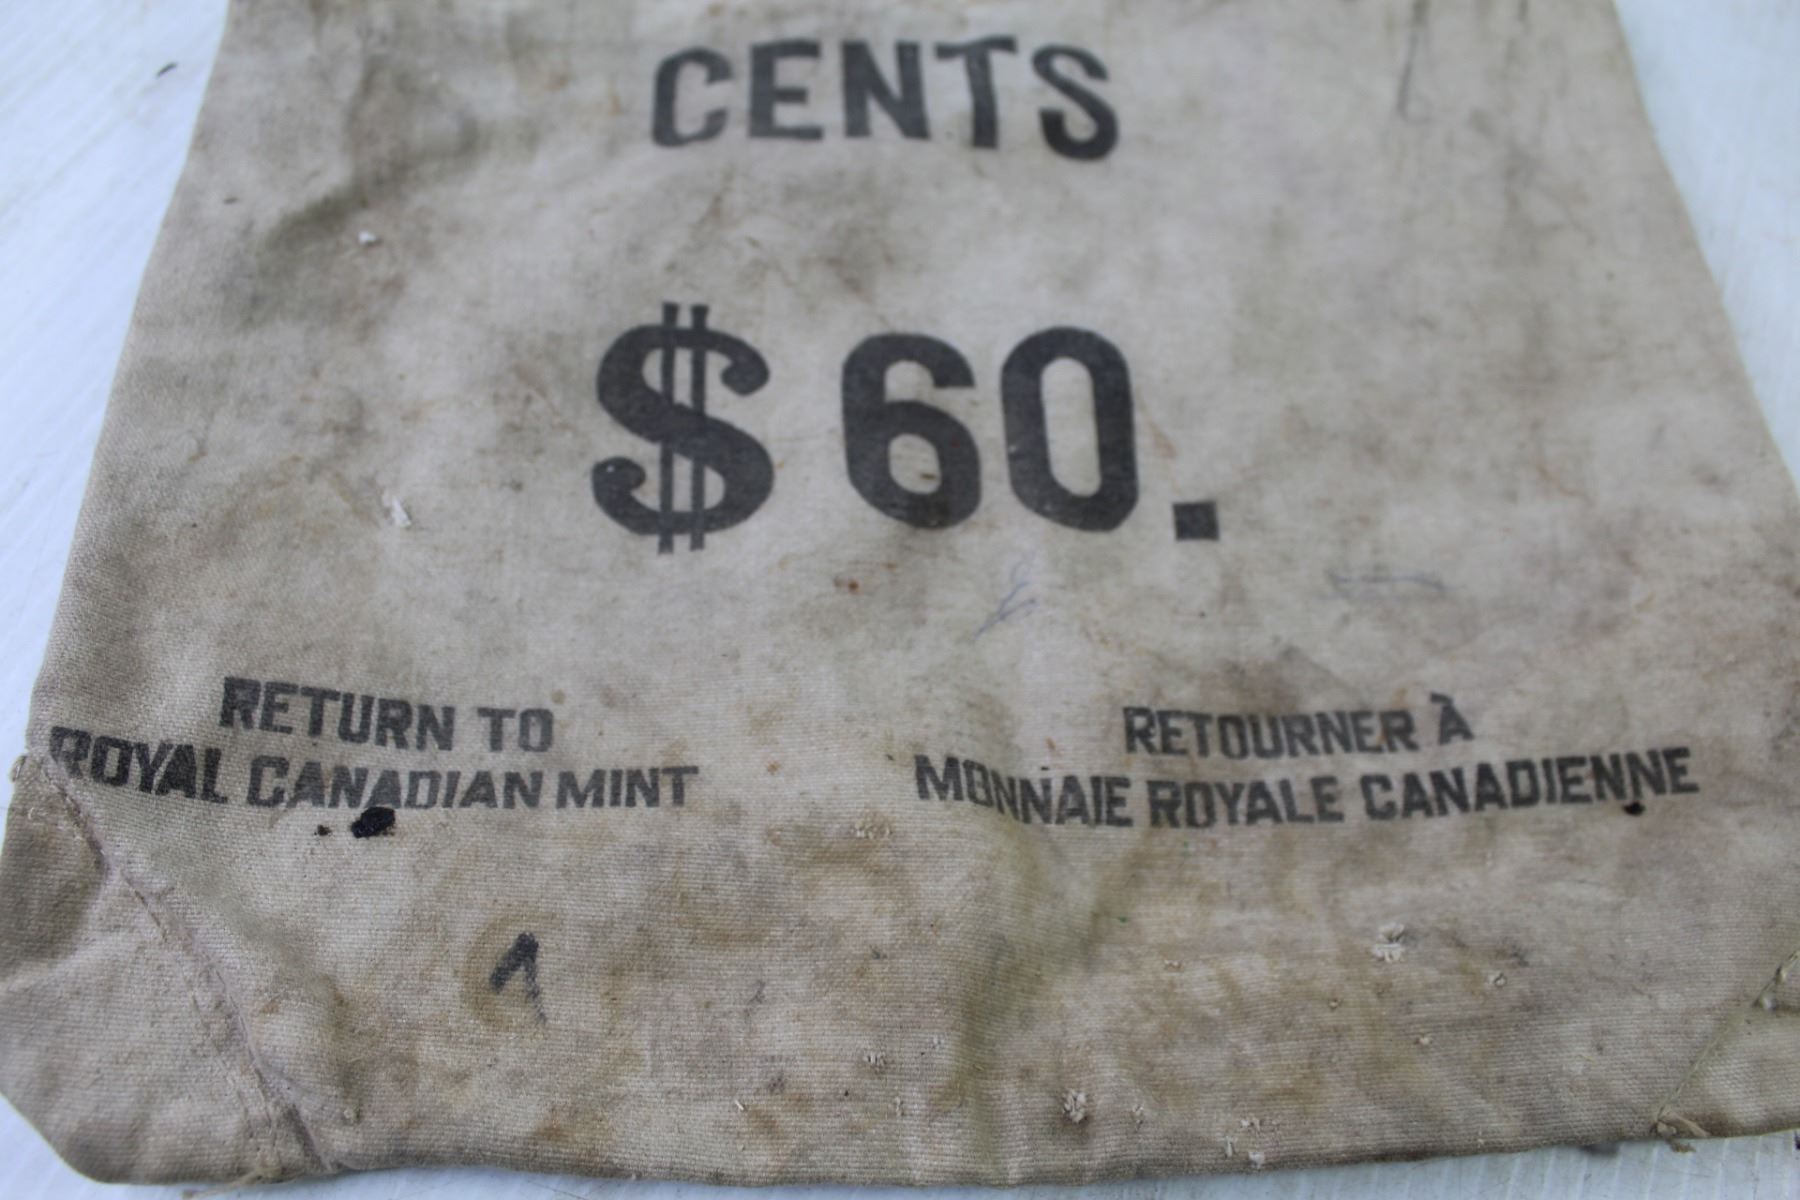 CENTS
$60.
RETURN TO
ROYAL CANADIAN MINT
RETOURNER À
MONNAIE ROYALE CANADIENNE
1